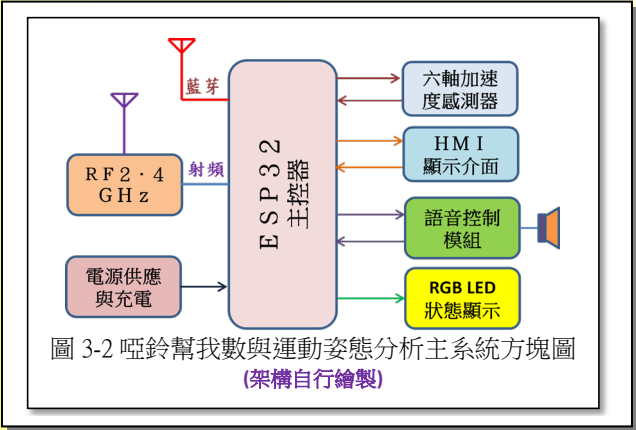 藍芽
六軸加速
度感測器
ＨＭＩ
顯示介面
ＲＦ２．４
ＧＨｚ
射頻
ＥＳＰ３２
主控器
語音控制
模組
電源供應
與充電
RGB LED
狀態顯示
圖 3-2 啞鈴幫我數與運動姿態分析主系統方塊圖
(架構自行繪製)